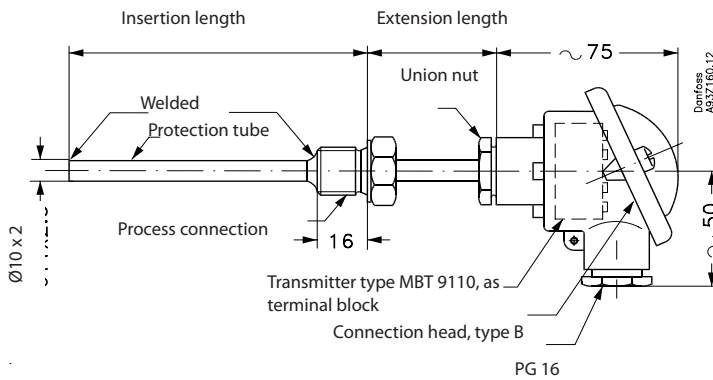 Insertion length
Extension length
~ 75
Union nut
Danfoss
A93Z160.12
Welded
Protection tube
Process connection
16
Ø10 x 2
~ 50
Transmitter type MBT 9110, as
terminal block
Connection head, type B
PG 16